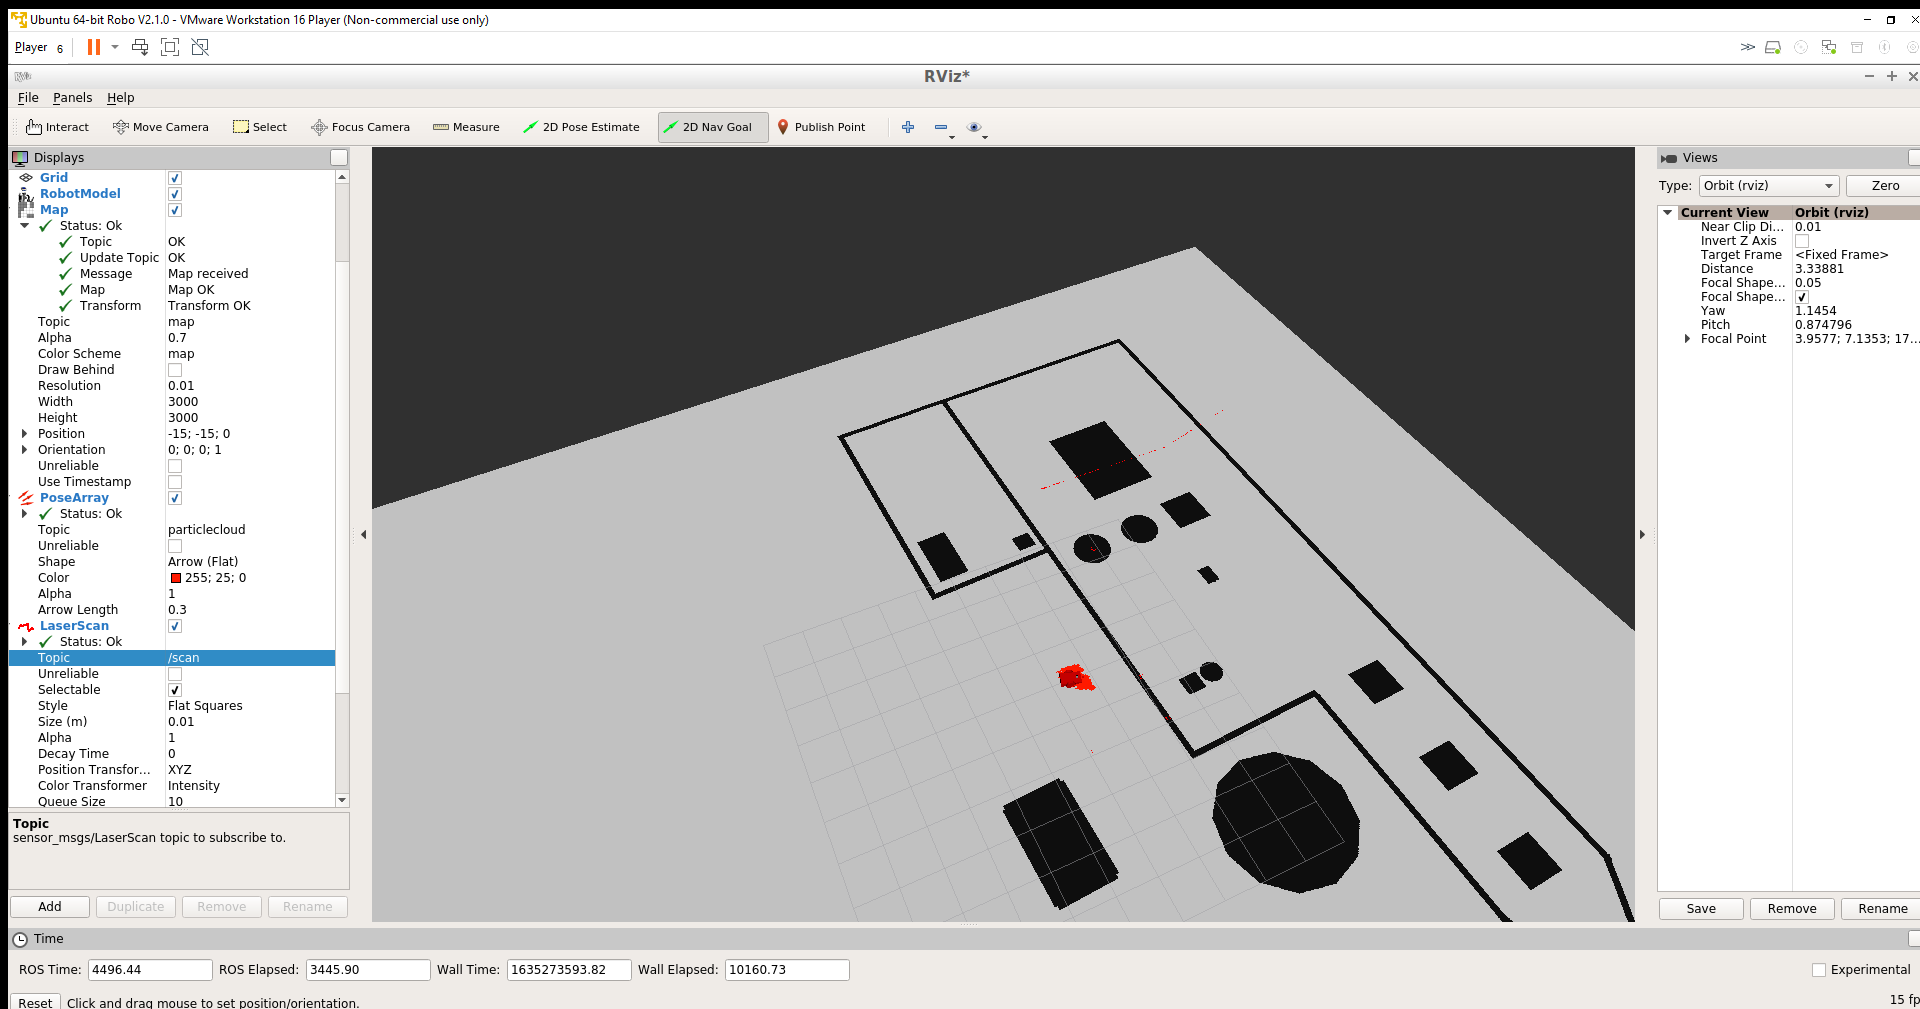 Ubuntu 64-bit Robo V2.1.0 - VMware Workstation 16 Player (Non-commercial use only)
Player 6
RViz*
File Panels Help
Interact Move Camera Select Focus Camera Measure 2D Pose Estimate 2D Nav Goal Publish Point
Displays
Grid
RobotModel
Map
Status: Ok
Topic OK
Update Topic OK
Message Map received
Map Map OK
Transform Transform OK
Topic map
Alpha 0.7
Color Scheme map
Draw Behind
Resolution 0.01
Width 3000
Height 3000
Position -15; -15; 0
Orientation 0; 0; 0; 1
Unreliable
Use Timestamp
PoseArray
Status: Ok
Topic particlecloud
Unreliable
Shape Arrow (Flat)
Color 255; 25; 0
Alpha 1
Arrow Length 0.3
LaserScan
Status: Ok
Topic /scan
Unreliable
Selectable
Style Flat Squares
Size (m) 0.01
Alpha 1
Decay Time 0
Position Transfor... XYZ
Color Transformer Intensity
Queue Size 10
Topic
sensor_msgs/LaserScan topic to subscribe to.
Add Duplicate Remove Rename
Views
Type: Orbit (rviz) Zero
Current View Orbit (rviz)
Near Clip Di... 0.01
Invert Z Axis
Target Frame <Fixed Frame>
Distance 3.33881
Focal Shape... 0.05
Focal Shape...
Yaw 1.1454
Pitch 0.874796
Focal Point 3.9577; 7.1353; 17...
Save Remove Rename
Time
ROS Time: 4496.44 ROS Elapsed: 3445.90 Wall Time: 1635273593.82 Wall Elapsed: 10160.73 Experimental
Reset Click and drag mouse to set position/orientation. 15 fp